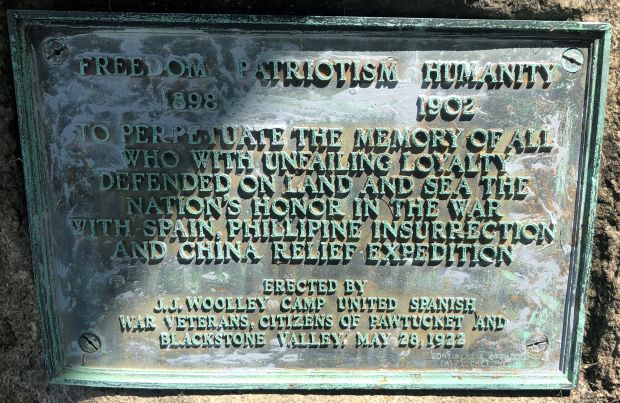 FREEDOM PATRIOTISM HUMANITY
1898 1902
TO PERPETUATE THE MEMORY OF ALL
WHO WITH UNFAILING LOYALTY
DEFENDED ON LAND AND SEA THE
NATION'S HONOR IN THE WAR
WITH SPAIN, PHILLIPINE INSURRECTION
AND CHINA RELIEF EXPEDITION
ERECTED BY
J.J. WOOLLEY CAMP UNITED SPANISH
WAR VETERANS, CITIZENS OF PAWTUCKET AND
BLACKSTONE VALLEY, MAY 28, 1922